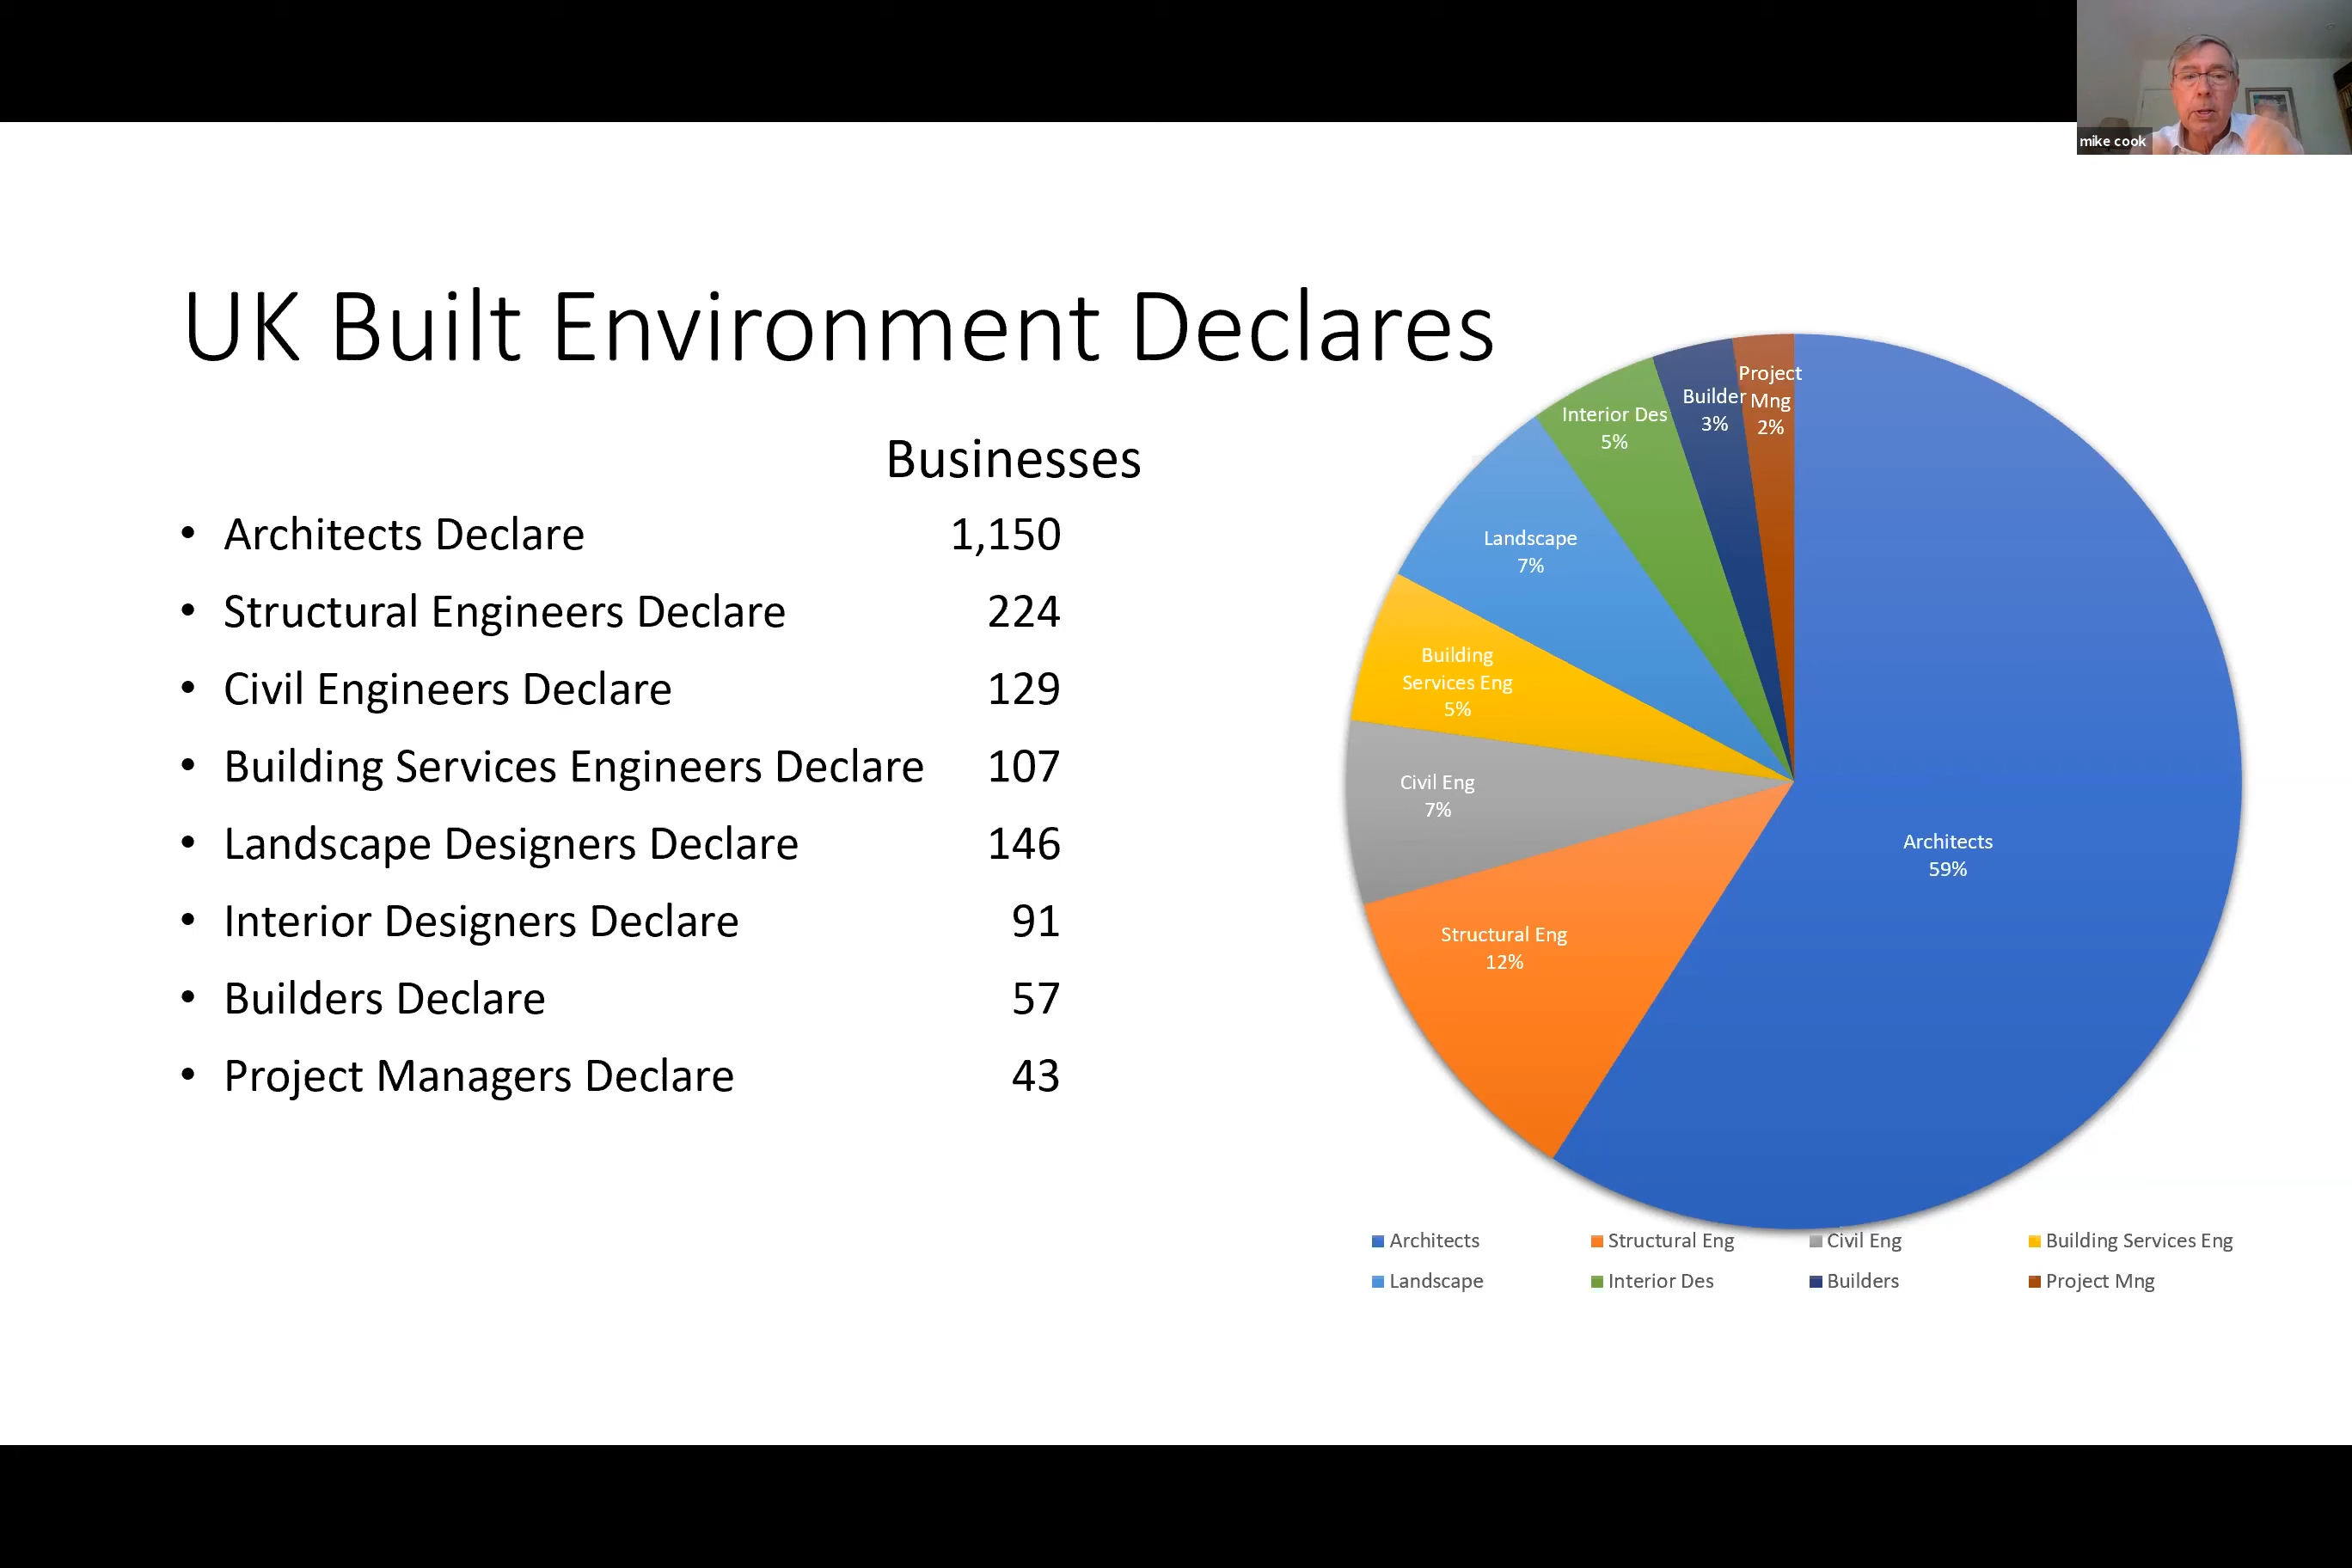 mike cook
UK Built Environment Declares
Businesses
• Architects Declare 1,150
• Structural Engineers Declare 224
• Civil Engineers Declare 129
• Building Services Engineers Declare 107
• Landscape Designers Declare 146
• Interior Designers Declare 91
• Builders Declare 57
• Project Managers Declare 43
Project
Mng
2%
Builder
3%
Interior Des
5%
Landscape
7%
Building
Services Eng
5%
Civil Eng
7%
Structural Eng
12%
Architects
59%
Architects Structural Eng Civil Eng Building Services Eng
Landscape Interior Des Builders Project Mng